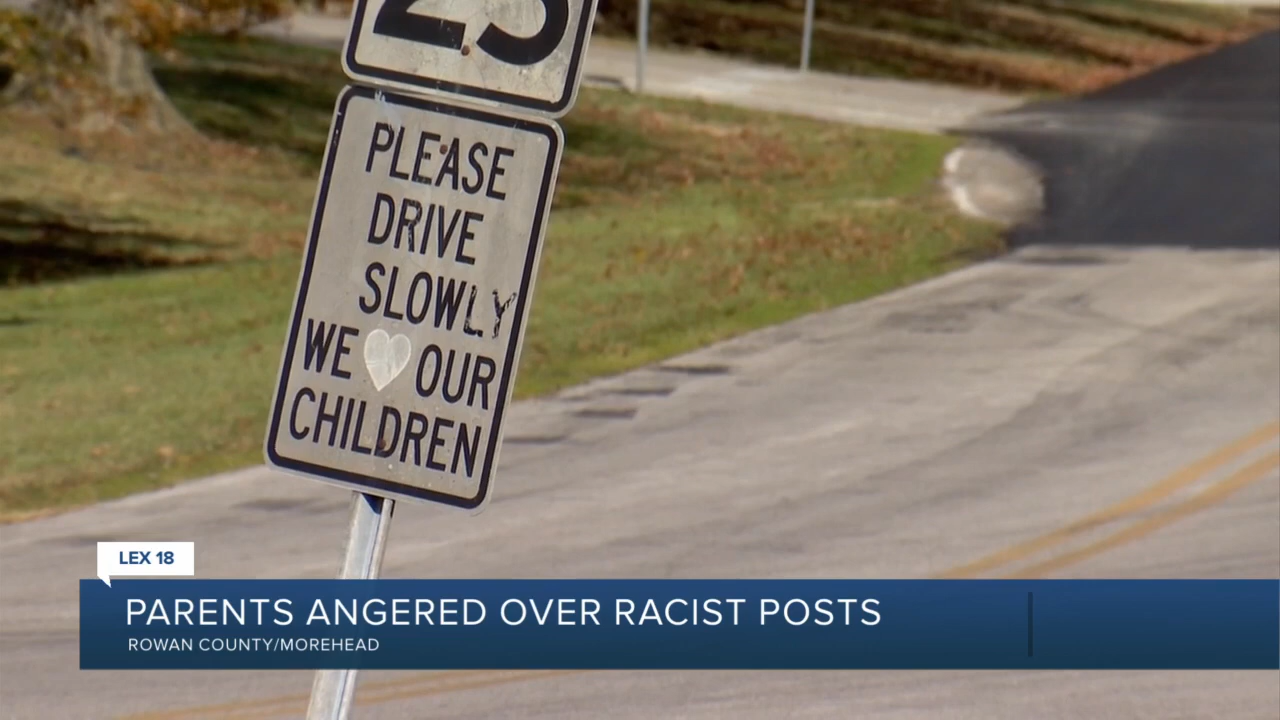 25
PLEASE
DRIVE
SLOWLY
WE OUR
CHILDREN
LEX 18
PARENTS ANGERED OVER RACIST POSTS
ROWAN COUNTY/MOREHEAD